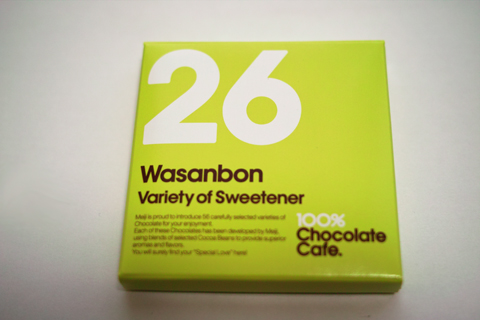 26
Wasanbon
Variety of Sweetener
Meiji is proud to introduce 56 carefully selected varieties of
Chocolate for your enjoyment.
Each of these Chocolates has been developed by Meiji,
using blends of selected Cocoa Beans to provide superior
aromas and flavors.
You will surely find your "Special Love" here!
100%
Chocolate
Cafe.